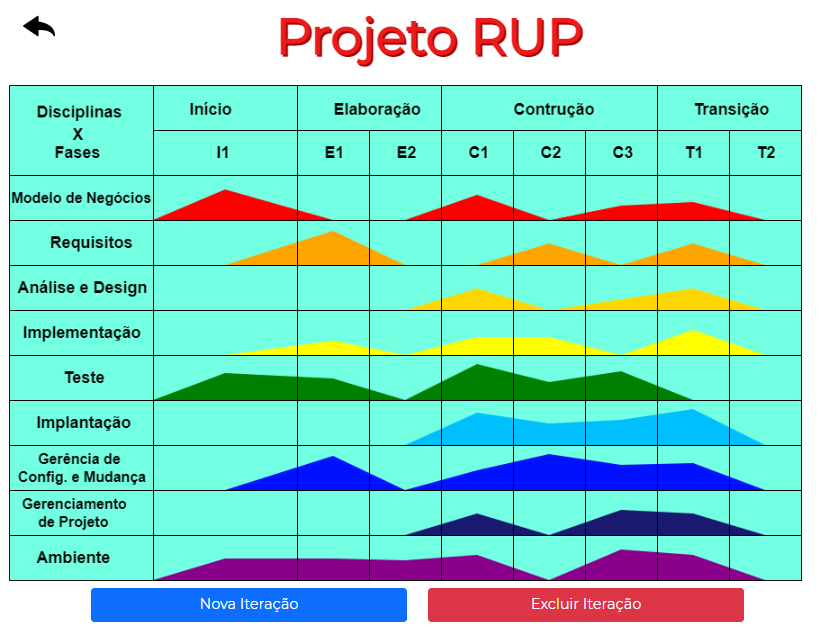 Projeto RUP
Disciplinas
X
Fases
Início
Elaboração
Contrução
Transição
I1
E1
E2
C1
C2
C3
T1
T2
Modelo de Negócios
Requisitos
Análise e Design
Implementação
Teste
Implantação
Gerência de
Config. e Mudança
Gerenciamento
de Projeto
Ambiente
Nova Iteração
Excluir Iteração